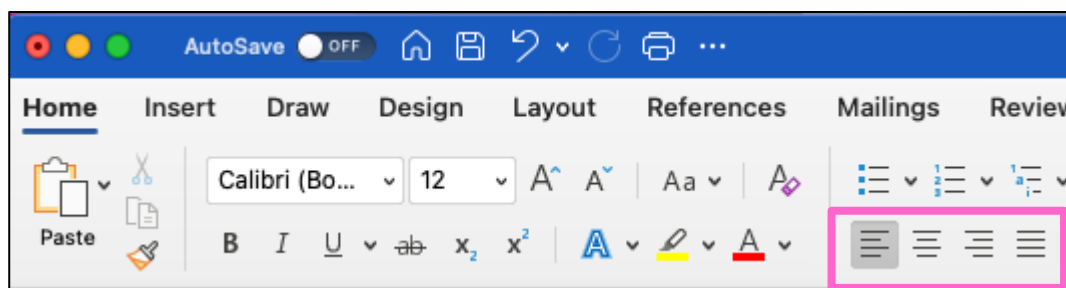 AutoSave OFF
Home Insert Draw Design Layout References Mailings Review
Calibri (Bo... 12 A A Aa A
Paste B I U ab x2 x2 A A